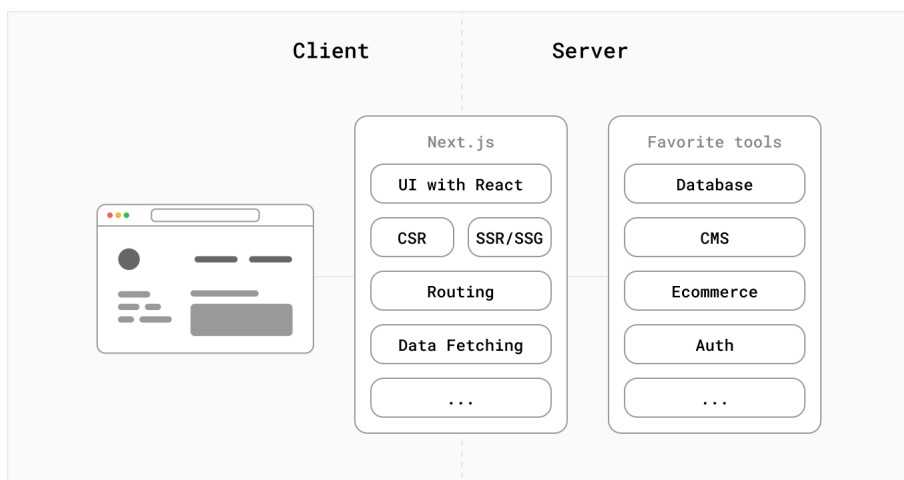 Client
Server
Next.js
UI with React
CSR
SSR/SSG
Routing
Data Fetching
...
Favorite tools
Database
CMS
Ecommerce
Auth
...